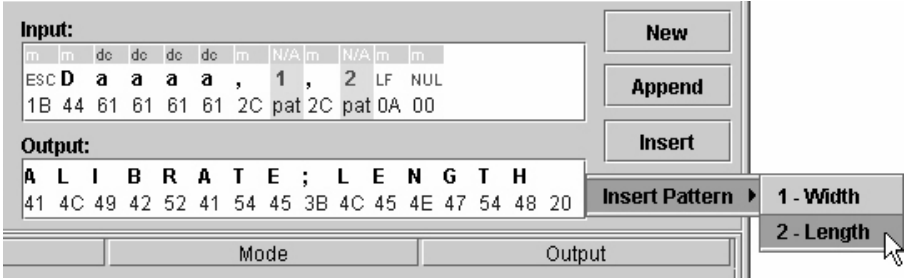 Input:
New
m m dc dc dc dc m N/A m N/A m m
ESC D a a a a , 1 , 2 LF NUL
1B 44 61 61 61 61 2C pat 2C pat 0A 00
Append
Output:
Insert
A L I B R A T E ; L E N G T H
41 4C 49 42 52 41 54 45 3B 4C 45 4E 47 54 48 20
Insert Pattern
1 - Width
2 - Length
Mode Output